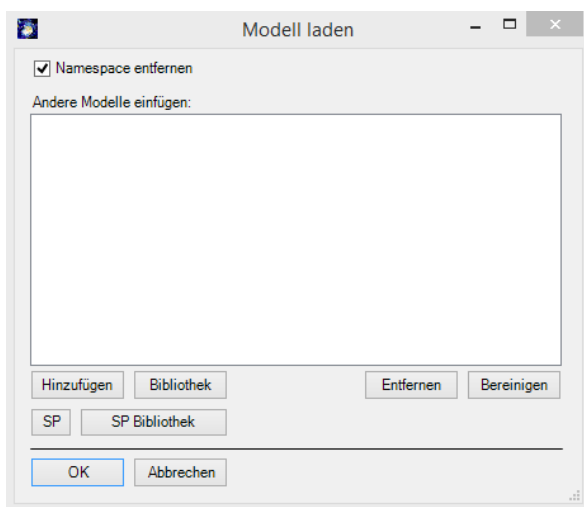 Modell laden
Namespace entfernen
Andere Modelle einfügen:
Hinzufügen Bibliothek Entfernen Bereinigen
SP SP Bibliothek
OK Abbrechen